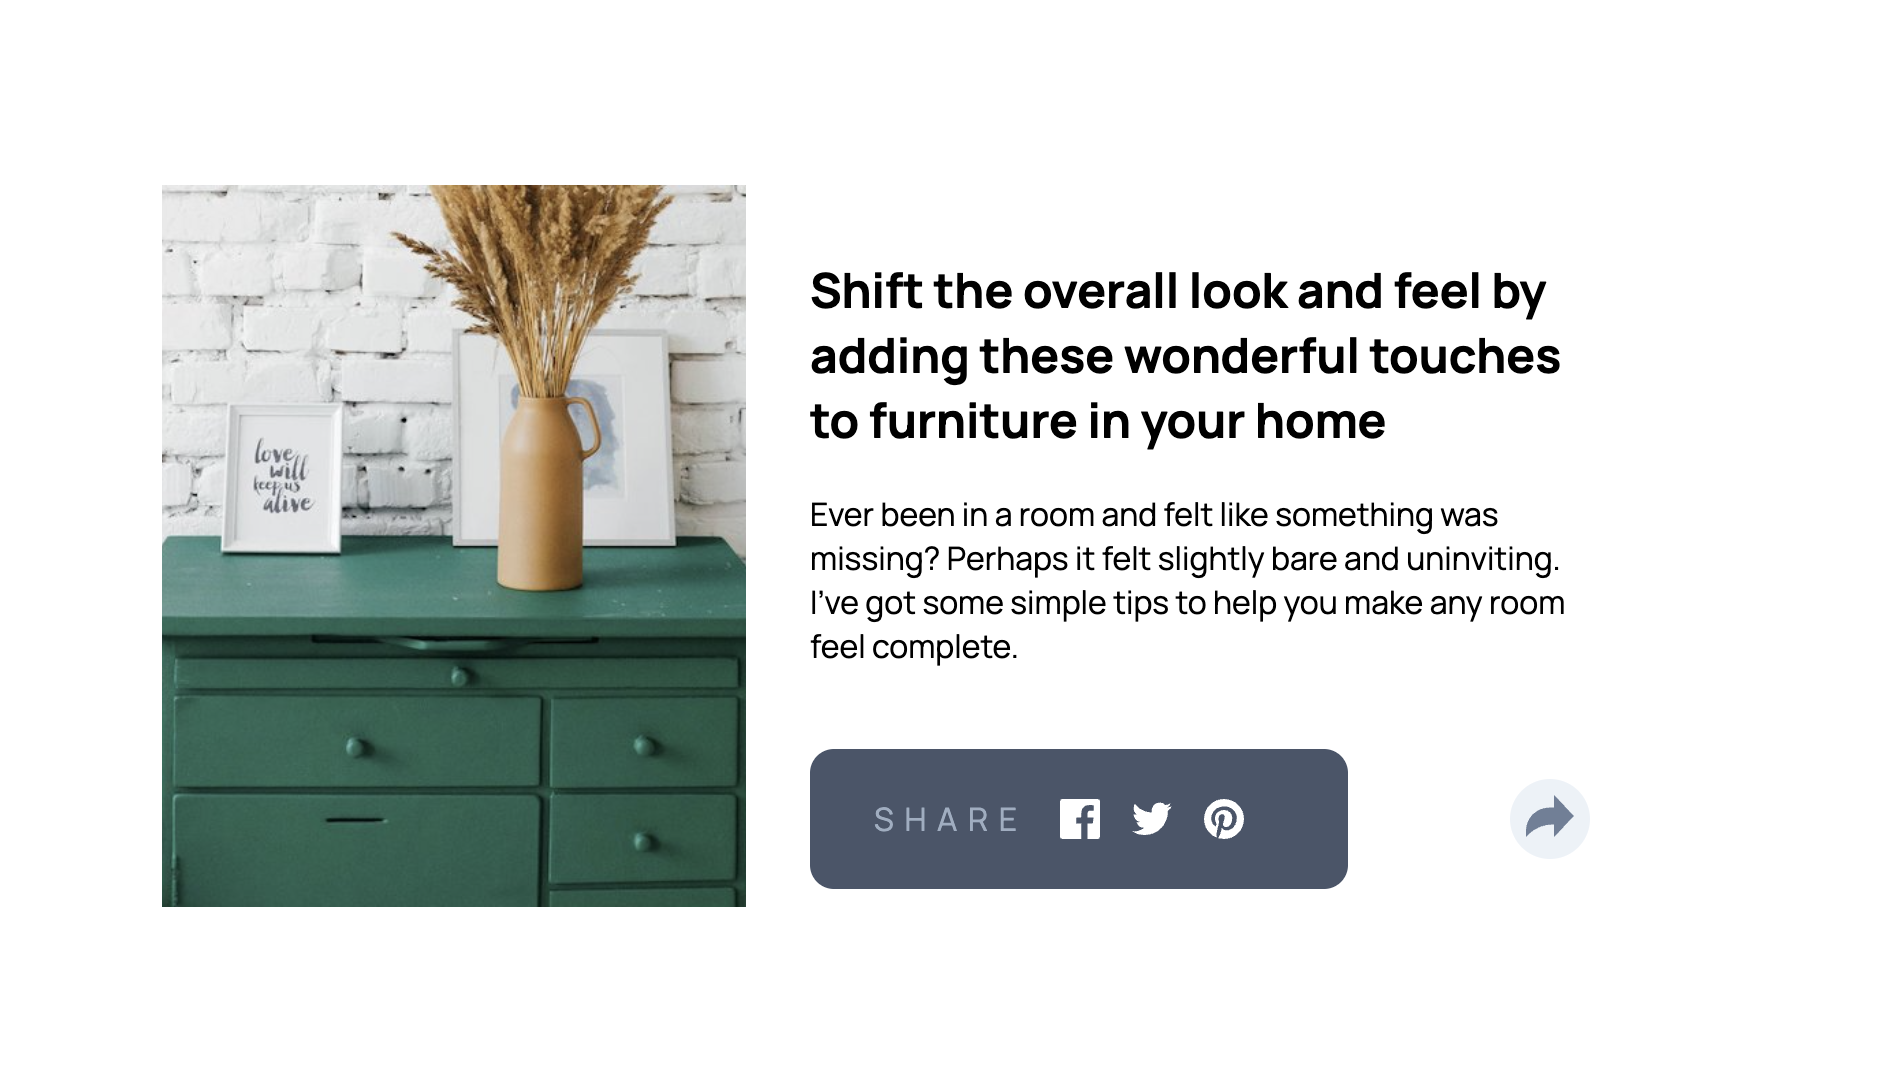 love
will
keep us
alive
Shift the overall look and feel by
adding these wonderful touches
to furniture in your home
Ever been in a room and felt like something was
missing? Perhaps it felt slightly bare and uninviting.
I’ve got some simple tips to help you make any room
feel complete.
SHARE